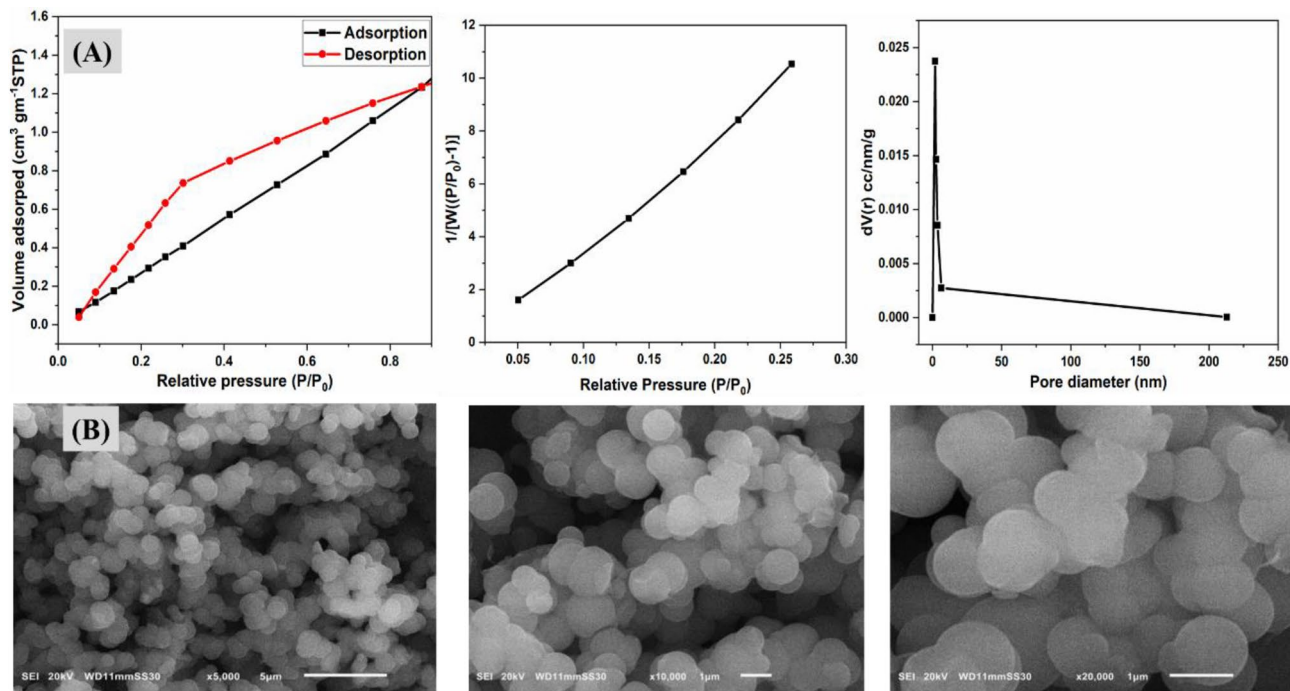 (A)
Adsorption
Desorption
Volume adsorped (cm³ gm⁻¹STP)
1.6
1.4
1.2
1.0
0.8
0.6
0.4
0.2
0.0
0.0 0.2 0.4 0.6 0.8
Relative pressure (P/P₀)
1/[W((P/P₀)-1)]
12
10
8
6
4
2
0
0.05 0.10 0.15 0.20 0.25 0.30
Relative Pressure (P/P₀)
dV(r) cc/nm/g
0.025
0.020
0.015
0.010
0.005
0.000
0 50 100 150 200 250
Pore diameter (nm)
(B)
SEI 20kV WD11mmSS30 x5,000 5µm
SEI 20kV WD11mmSS30 x10,000 1µm
SEI 20kV WD11mmSS30 x20,000 1µm